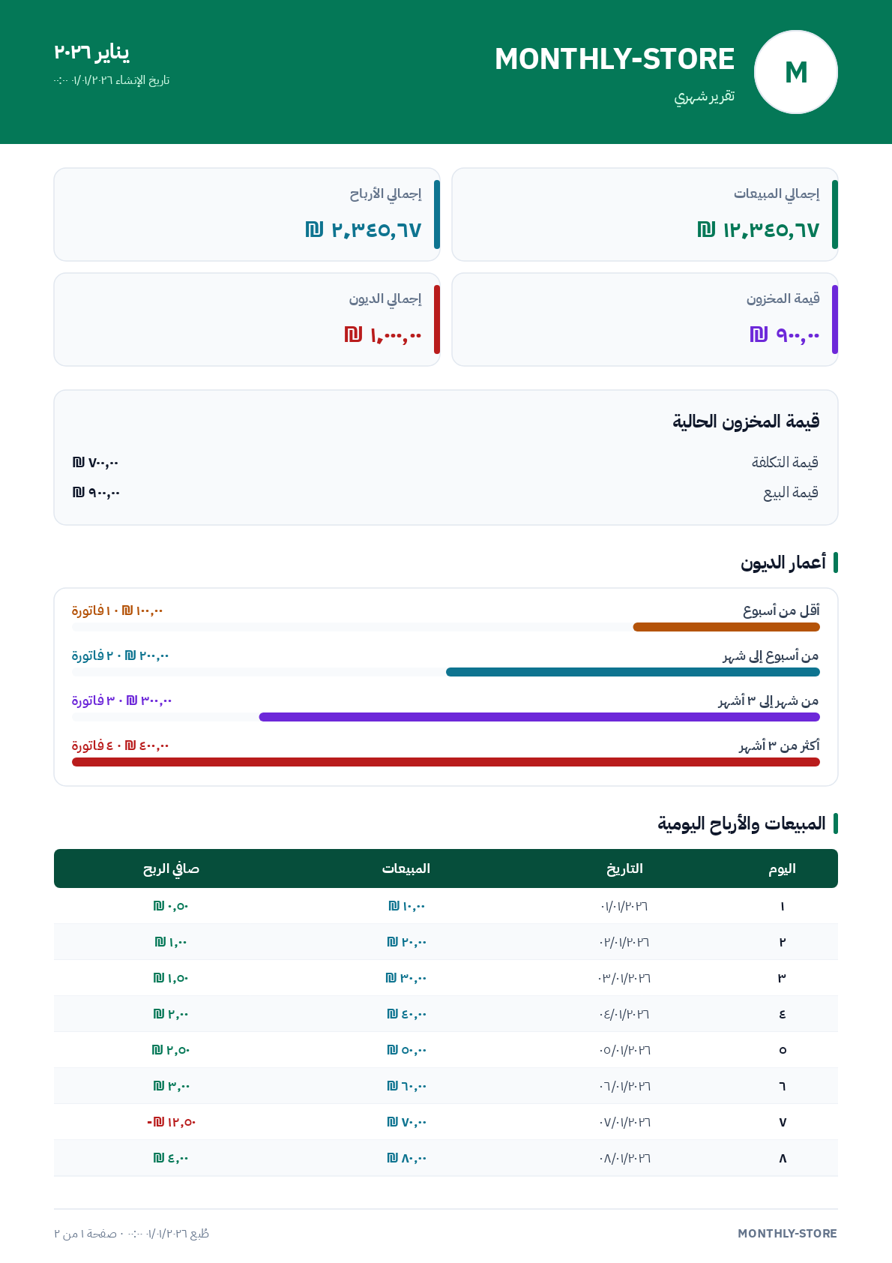 M
MONTHLY-STORE
تقرير شهري
يناير ٢٠٢٦
تاريخ الإنشاء ٠١/٠١/٢٠٢٦ ٠٠:٠٠
إجمالي المبيعات
١٢,٣٤٥,٦٧ ₪
إجمالي الأرباح
٢,٣٤٥,٦٧ ₪
قيمة المخزون
٩٠٠,٠٠ ₪
إجمالي الديون
١,٠٠٠,٠٠ ₪
قيمة المخزون الحالية
قيمة التكلفة ٧٠٠,٠٠ ₪
قيمة البيع ٩٠٠,٠٠ ₪
أعمار الديون
أقل من أسبوع ١٠٠,٠٠ ₪ · ١ فاتورة
من أسبوع إلى شهر ٢٠٠,٠٠ ₪ · ٢ فاتورة
من شهر إلى ٣ أشهر ٣٠٠,٠٠ ₪ · ٣ فاتورة
أكثر من ٣ أشهر ٤٠٠,٠٠ ₪ · ٤ فاتورة
المبيعات والأرباح اليومية
اليوم التاريخ المبيعات صافي الربح
١ ٠١/٠١/٢٠٢٦ ١٠,٠٠ ₪ ٠,٥٠ ₪
٢ ٠٢/٠١/٢٠٢٦ ٢٠,٠٠ ₪ ١,٠٠ ₪
٣ ٠٣/٠١/٢٠٢٦ ٣٠,٠٠ ₪ ١,٥٠ ₪
٤ ٠٤/٠١/٢٠٢٦ ٤٠,٠٠ ₪ ٢,٠٠ ₪
٥ ٠٥/٠١/٢٠٢٦ ٥٠,٠٠ ₪ ٢,٥٠ ₪
٦ ٠٦/٠١/٢٠٢٦ ٦٠,٠٠ ₪ ٣,٠٠ ₪
٧ ٠٧/٠١/٢٠٢٦ ٧٠,٠٠ ₪ ١٢,٥٠ ₪-
٨ ٠٨/٠١/٢٠٢٦ ٨٠,٠٠ ₪ ٤,٠٠ ₪
MONTHLY-STORE
طُبع ٠١/٠١/٢٠٢٦ ٠٠:٠٠ · صفحة ١ من ٢